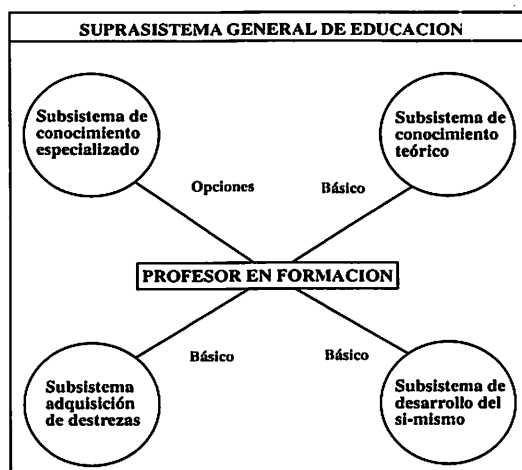 SUPRASISTEMA GENERAL DE EDUCACION
Subsistema de
conocimiento
especializado
Subsistema de
conocimiento
teórico
Opciones
Básico
PROFESOR EN FORMACION
Básico
Básico
Subsistema
adquisición
de destrezas
Subsistema de
desarrollo del
si-mismo